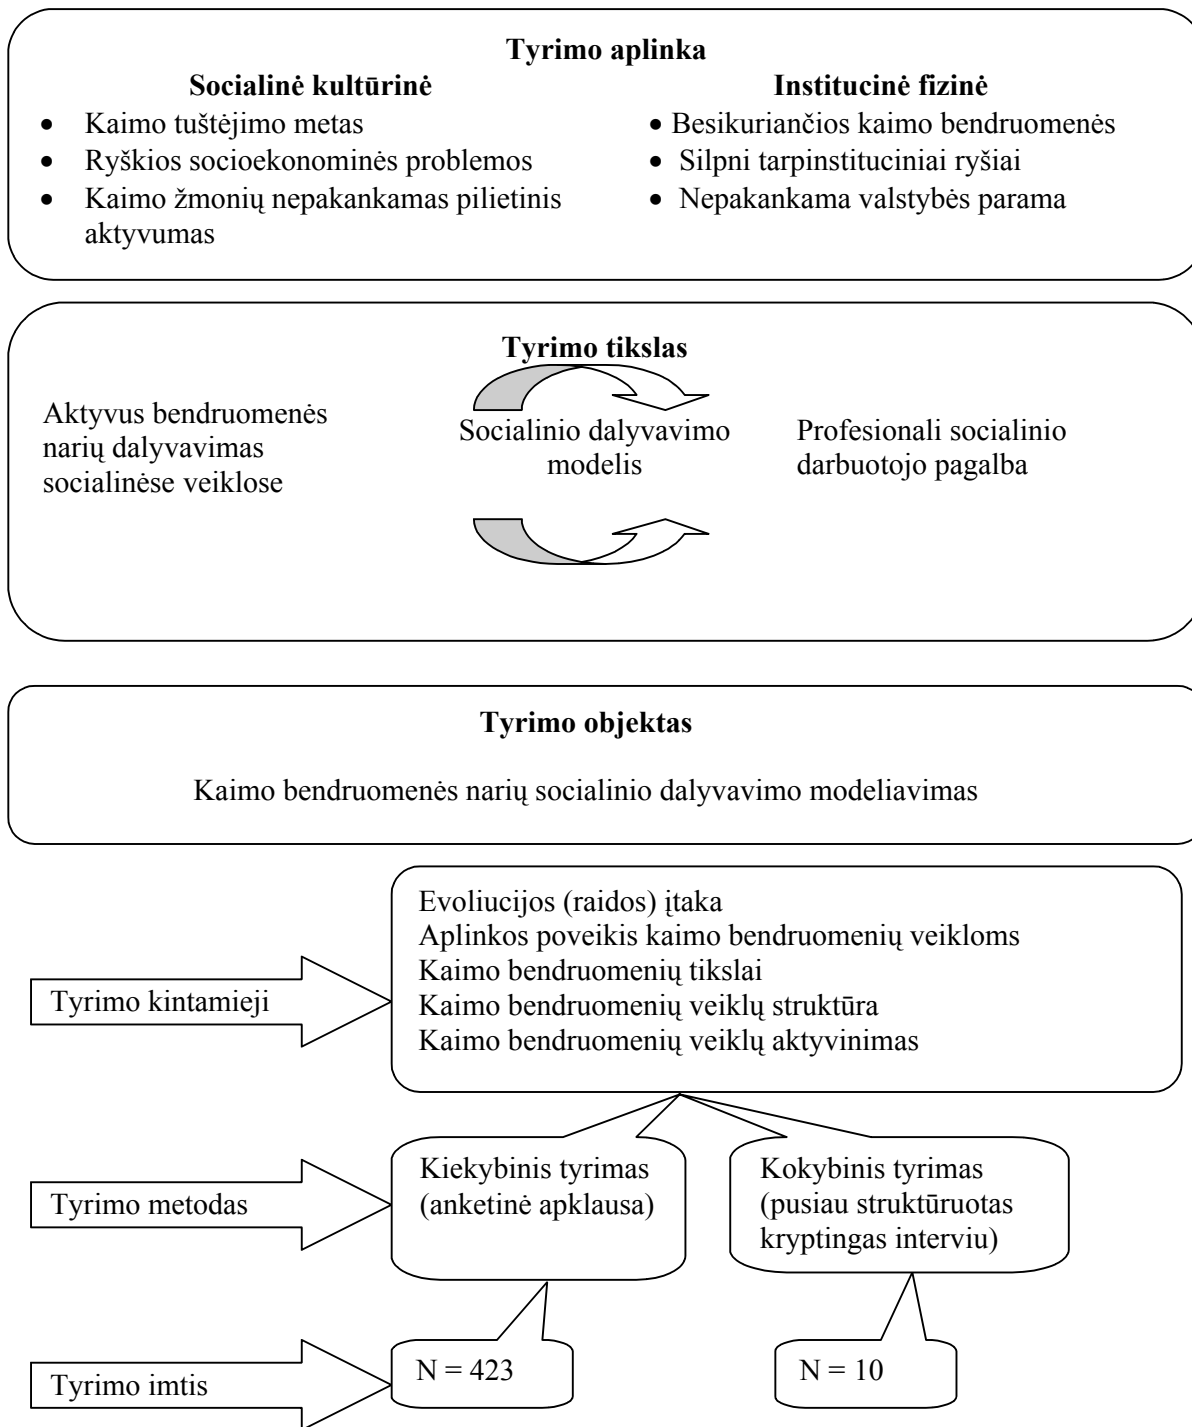 Tyrimo aplinka
Socialinė kultūrinė
• Kaimo tuštėjimo metas
• Ryškios socioekonominės problemos
• Kaimo žmonių nepakankamas pilietinis
aktyvumas
Institucinė fizinė
• Besikuriančios kaimo bendruomenės
• Silpni tarpinstituciniai ryšiai
• Nepakankama valstybės parama
Tyrimo tikslas
Aktyvus bendruomenės
narių dalyvavimas
socialinėse veiklose
Socialinio dalyvavimo
modelis
Profesionali socialinio
darbuotojo pagalba
Tyrimo objektas
Kaimo bendruomenės narių socialinio dalyvavimo modeliavimas
Tyrimo kintamieji
Evoliucijos (raidos) įtaka
Aplinkos poveikis kaimo bendruomenių veikloms
Kaimo bendruomenių tikslai
Kaimo bendruomenių veiklų struktūra
Kaimo bendruomenių veiklų aktyvinimas
Tyrimo metodas
Kiekybinis tyrimas
(anketinė apklausa)
Kokybinis tyrimas
(pusiau struktūruotas
kryptingas interviu)
Tyrimo imtis
N = 423
N = 10